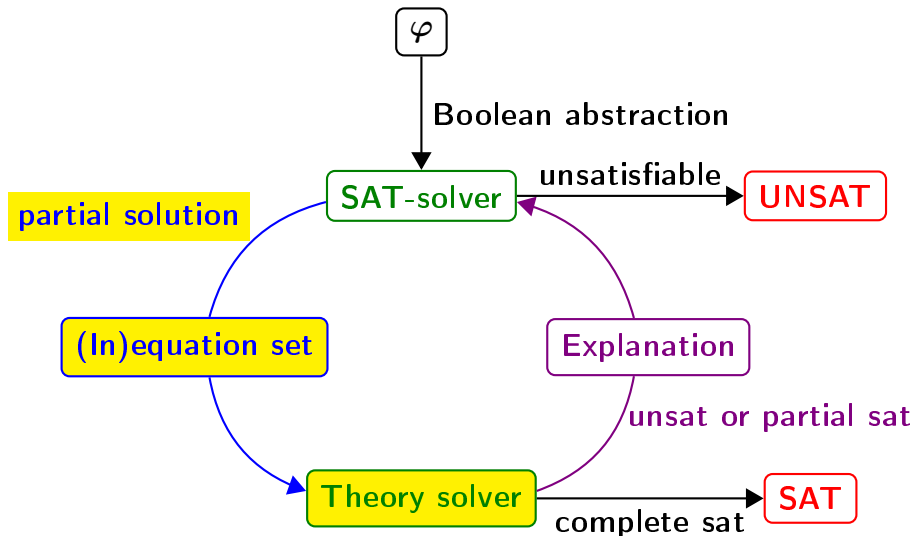 φ
Boolean abstraction
SAT-solver
unsatisfiable
UNSAT
partial solution
(In)equation set
Explanation
unsat or partial sat
Theory solver
complete sat
SAT